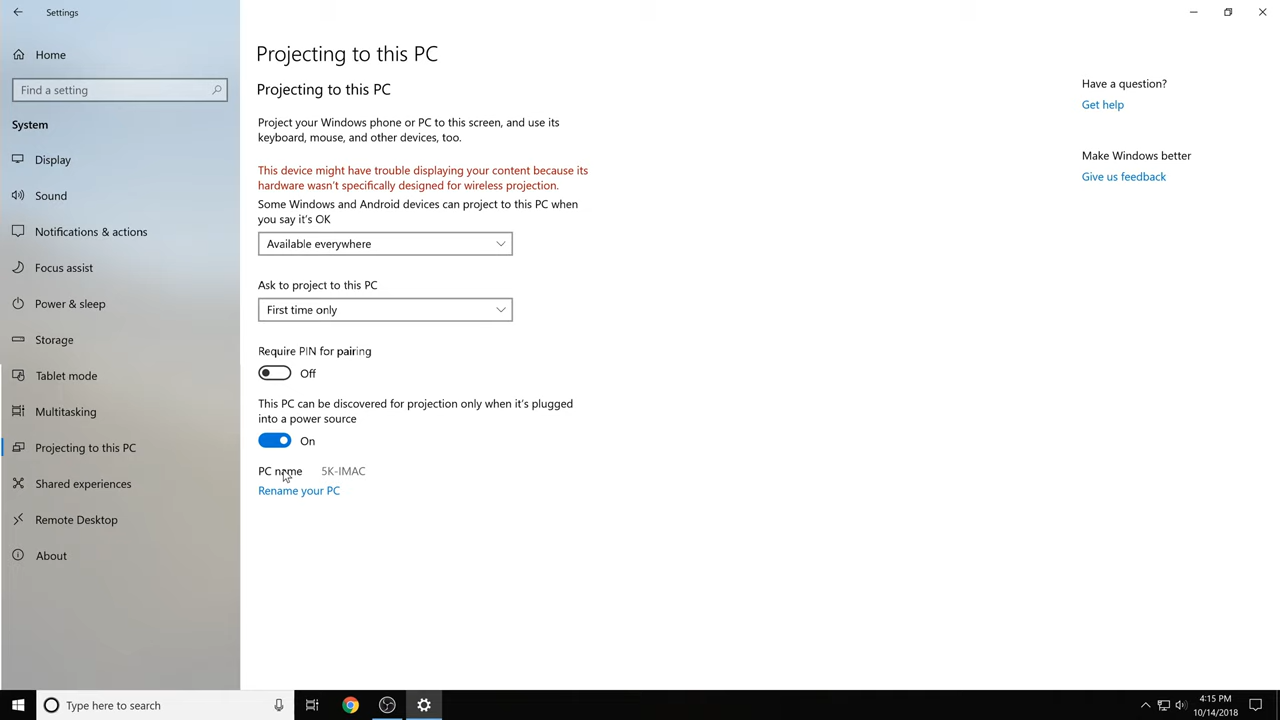 Settings
Home
Find a setting
System
Display
Sound
Notifications & actions
Focus assist
Power & sleep
Storage
Tablet mode
Multitasking
Projecting to this PC
Shared experiences
Remote Desktop
About
Projecting to this PC
Projecting to this PC
Project your Windows phone or PC to this screen, and use its
keyboard, mouse, and other devices, too.
This device might have trouble displaying your content because its
hardware wasn't specifically designed for wireless projection.
Some Windows and Android devices can project to this PC when
you say it's OK
Available everywhere
Ask to project to this PC
First time only
Require PIN for pairing
Off
This PC can be discovered for projection only when it's plugged
into a power source
On
PC name 5K-IMAC
Rename your PC
Have a question?
Get help
Make Windows better
Give us feedback
Type here to search
4:15 PM
10/14/2018